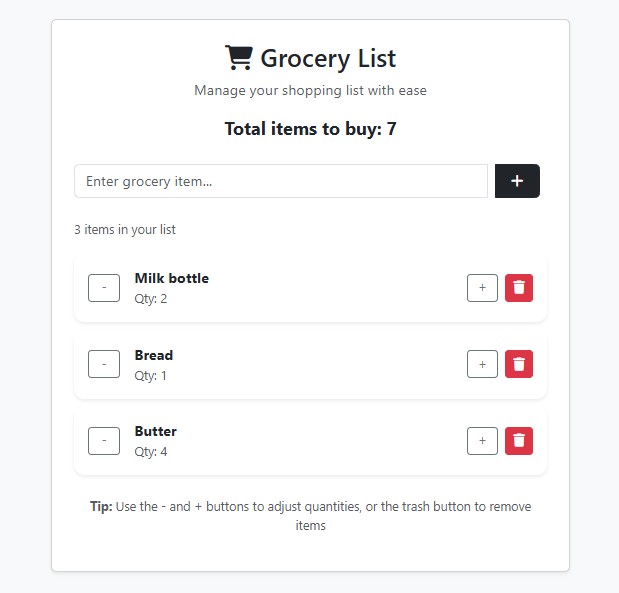 Grocery List
Manage your shopping list with ease
Total items to buy: 7
Enter grocery item...
+
3 items in your list
-
Milk bottle
Qty: 2
+
-
Bread
Qty: 1
+
-
Butter
Qty: 4
+
Tip: Use the - and + buttons to adjust quantities, or the trash button to remove
items